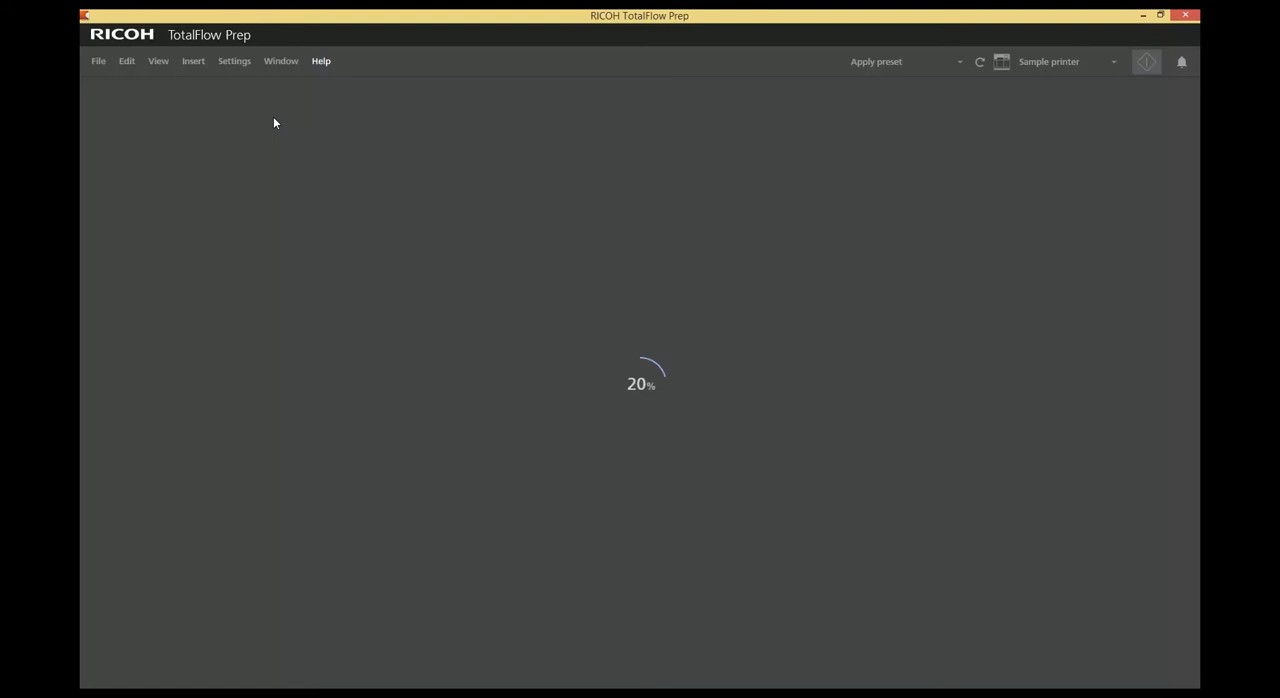 RICOH TotalFlow Prep
RICOH TotalFlow Prep
File Edit View Insert Settings Window Help Apply preset Sample printer
20%